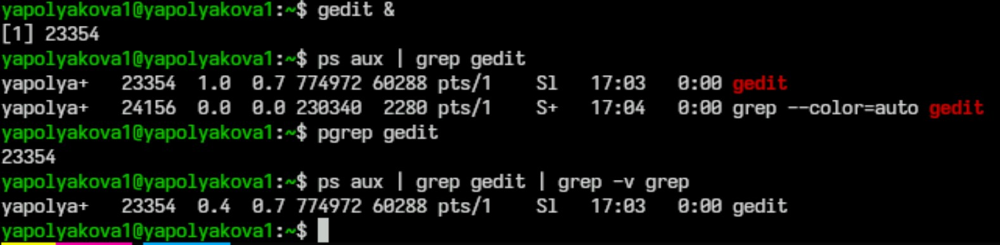 yapolyakova1@yapolyakova1:~$ gedit &
[1] 23354
yapolyakova1@yapolyakova1:~$ ps aux | grep gedit
yapolya+   23354  1.0  0.7 774972 60288 pts/1    Sl   17:03   0:00 gedit
yapolya+   24156  0.0  0.0 230340  2280 pts/1    S+   17:04   0:00 grep --color=auto gedit
yapolyakova1@yapolyakova1:~$ pgrep gedit
23354
yapolyakova1@yapolyakova1:~$ ps aux | grep gedit | grep -v grep
yapolya+   23354  0.4  0.7 774972 60288 pts/1    Sl   17:03   0:00 gedit
yapolyakova1@yapolyakova1:~$